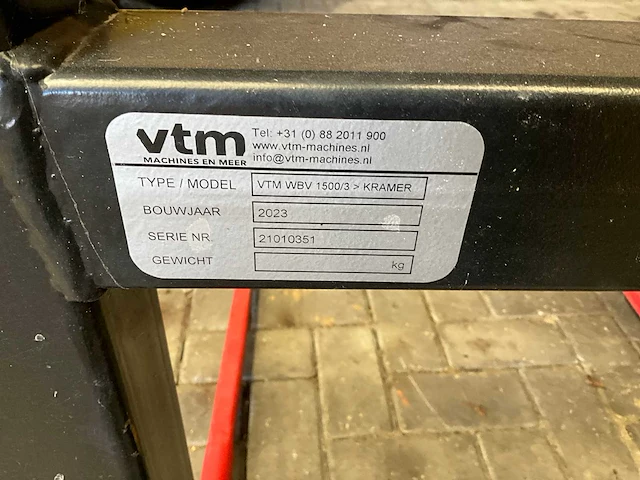 vtm
MACHINES EN MEER
Tel: +31 (0) 88 2011 900
www.vtm-machines.nl
info@vtm-machines.nl
TYPE / MODEL VTM WBV 1500/3 > KRAMER
BOUWJAAR 2023
SERIE NR. 21010351
GEWICHT kg